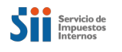 SII
Servicio de
Impuestos
Internos